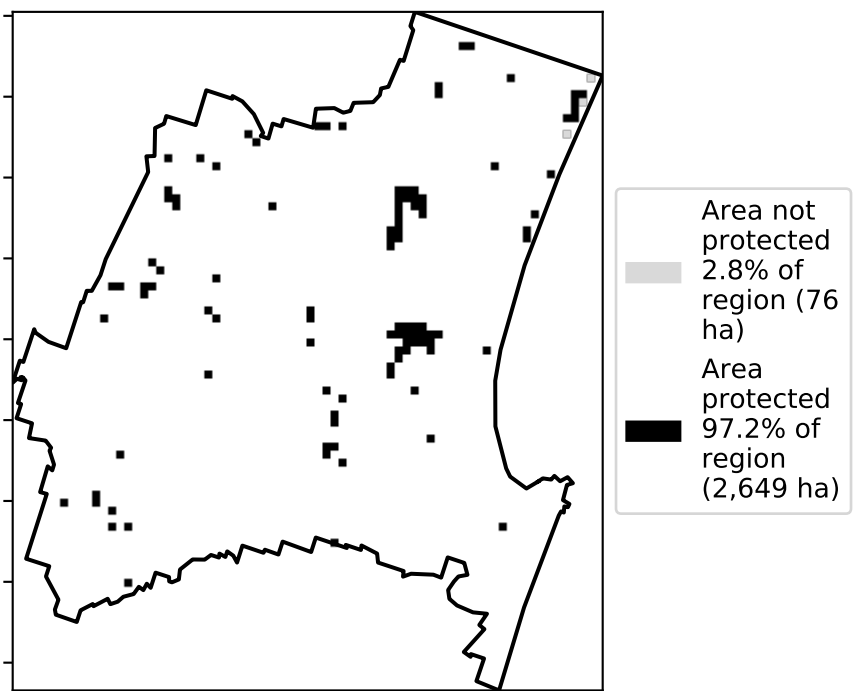 Area not
protected
2.8% of
region (76
ha)
Area
protected
97.2% of
region
(2,649 ha)